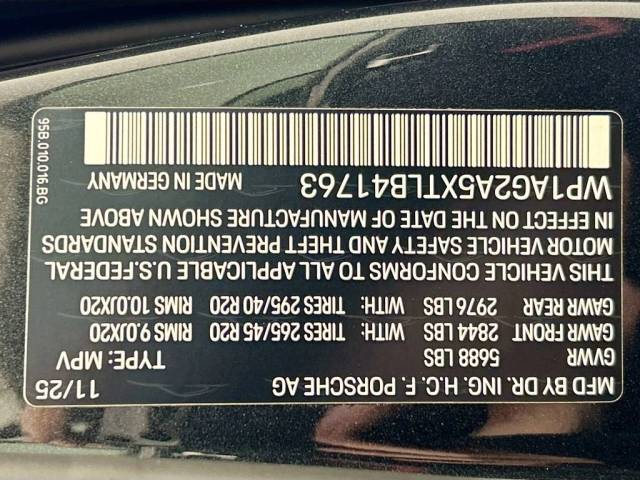 MFD BY DR. ING. H.C. F. PORSCHE AG 11/25
GVWR 5688 LBS TYPE: MPV
GAWR FRONT 2844 LBS WITH: TIRES 265/45 R20 RIMS 9.0JX20
GAWR REAR 2976 LBS WITH: TIRES 295/40 R20 RIMS 10.0JX20
THIS VEHICLE CONFORMS TO ALL APPLICABLE U.S.FEDERAL
MOTOR VEHICLE SAFETY AND THEFT PREVENTION STANDARDS
IN EFFECT ON THE DATE OF MANUFACTURE SHOWN ABOVE
WP1AG2A5XTLB41763 MADE IN GERMANY
95B.010.016.BG